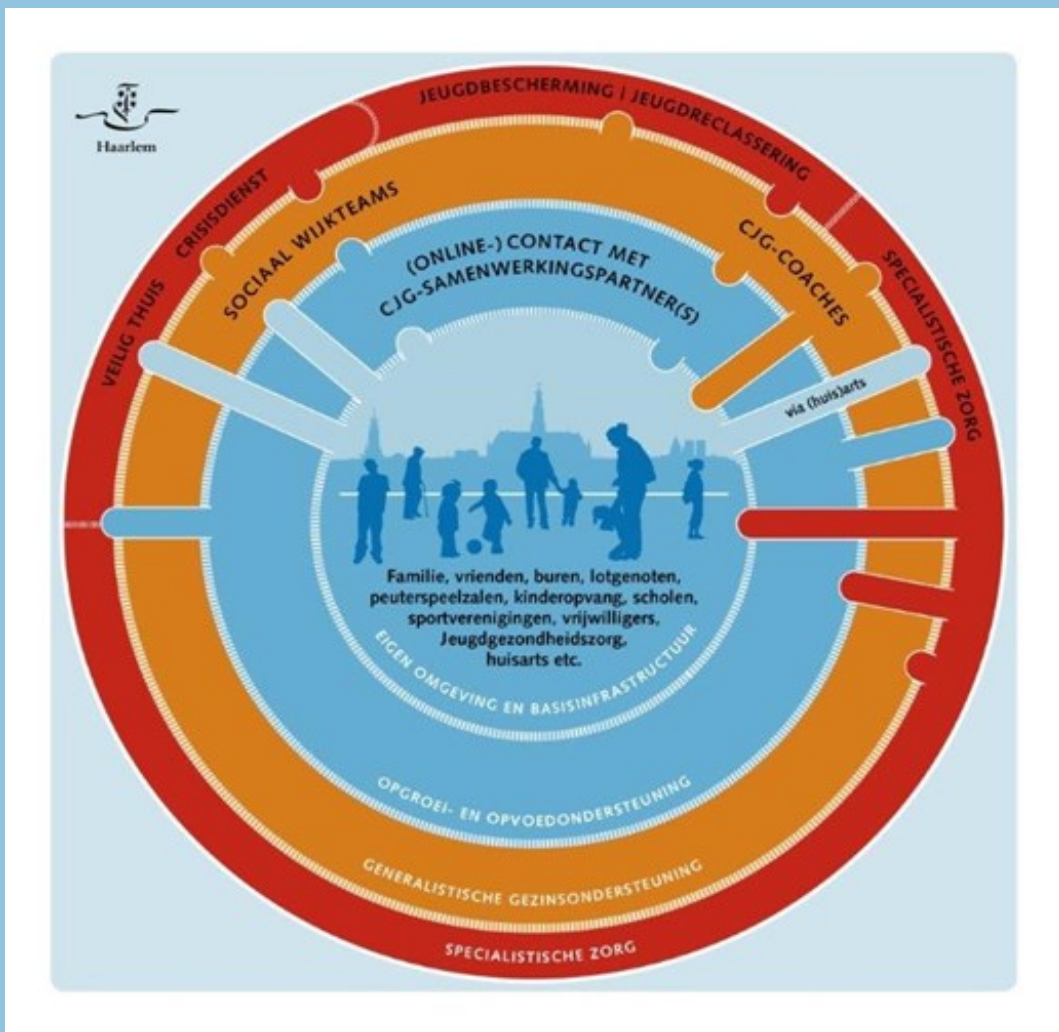 Haarlem
JEUGDBESCHERMING | JEUGDRECLASSERING
CRISISDIENST
VEILIG THUIS
SPECIALISTISCHE ZORG
SOCIAAL WIJKTEAMS
CJG-COACHES
(ONLINE-) CONTACT MET
CJG-SAMENWERKINGSPARTNER(S)
via (huis)arts
Familie, vrienden, buren, lotgenoten,
peuterspeelzalen, kinderopvang, scholen,
sportverenigingen, vrijwilligers,
Jeugdgezondheidszorg,
huisarts etc.
EIGEN OMGEVING EN BASISINFRASTRUCTUUR
OPGROEI- EN OPVOEDONDERSTEUNING
GENERALISTISCHE GEZINSONDERSTEUNING
SPECIALISTISCHE ZORG